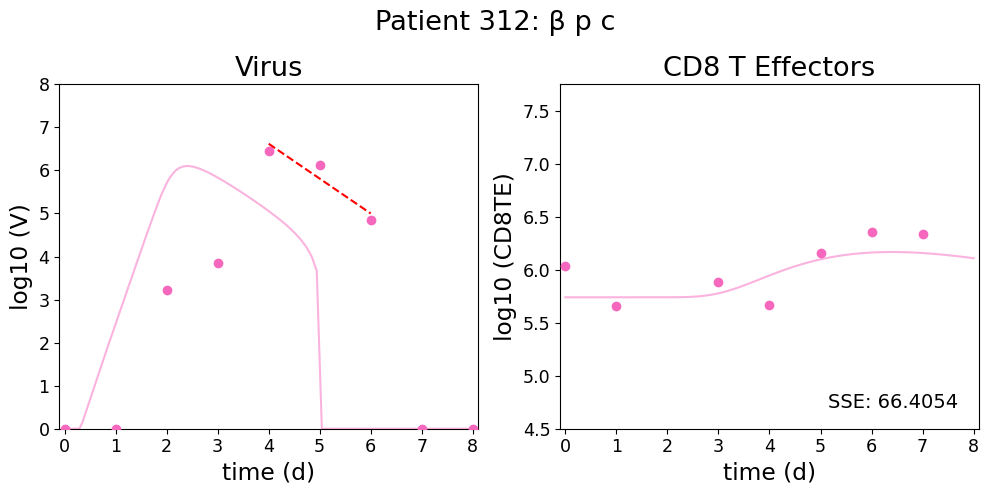 Patient 312: β p c
Virus
CD8 T Effectors
log10 (V)
8
7
6
5
4
3
2
1
0
0 1 2 3 4 5 6 7 8
time (d)
log10 (CD8TE)
7.5
7.0
6.5
6.0
5.5
5.0
4.5
SSE: 66.4054
0 1 2 3 4 5 6 7 8
time (d)